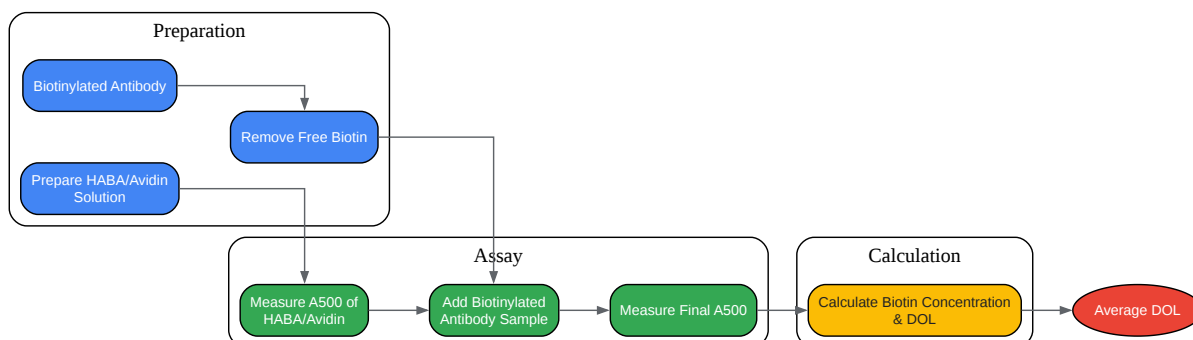 Preparation
Biotinylated Antibody
Remove Free Biotin
Prepare HABA/Avidin
Solution
Assay
Measure A500 of
HABA/Avidin
Add Biotinylated
Antibody Sample
Measure Final A500
Calculation
Calculate Biotin Concentration
& DOL
Average DOL